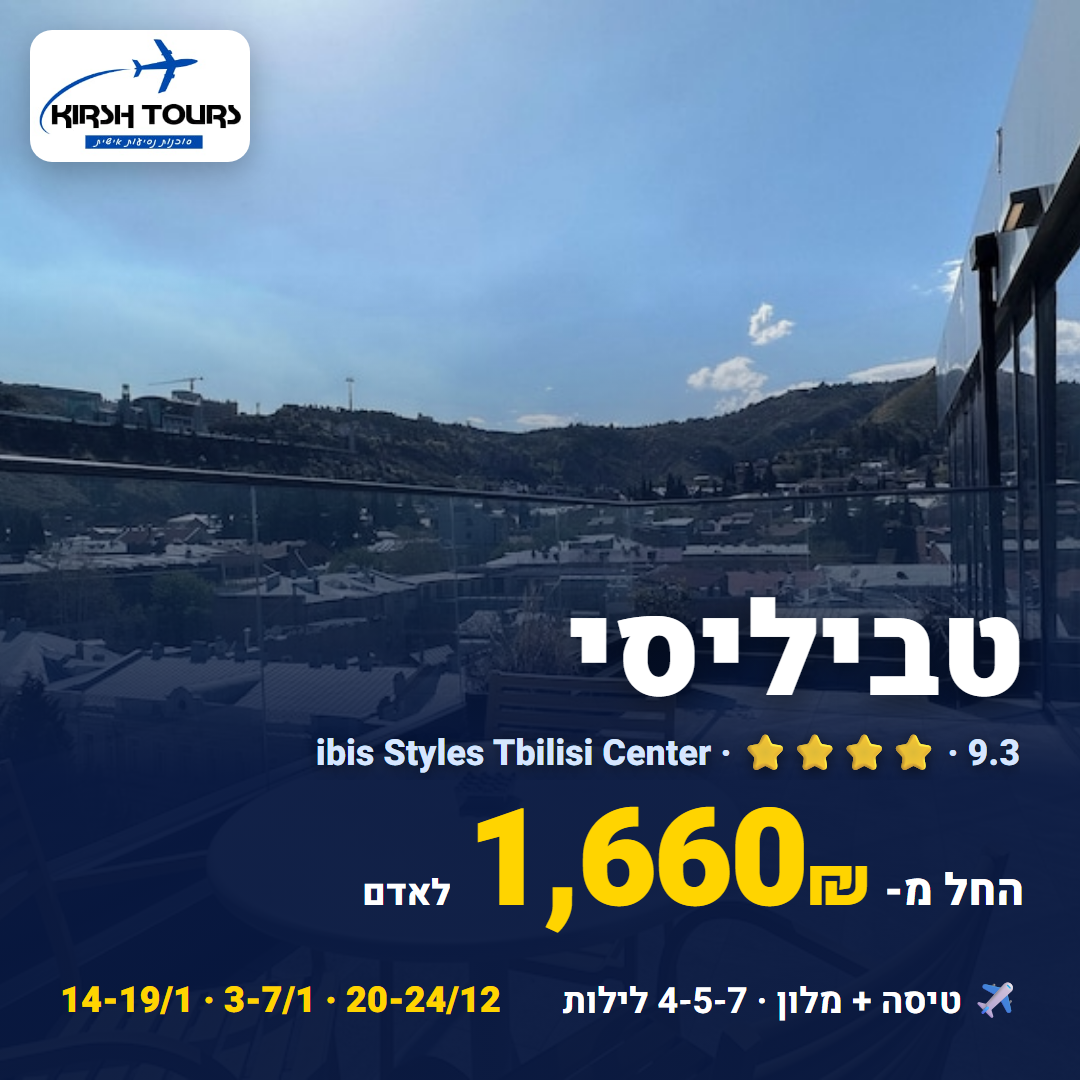 KIRSH TOURS
סוכנות נסיעות אישית
טביליסי
ibis Styles Tbilisi Center · ⭐⭐⭐⭐ · 9.3
החל מ- ₪1,660 לאדם
✈️ טיסה + מלון · 4-5-7 לילות
14-19/1 · 3-7/1 · 20-24/12